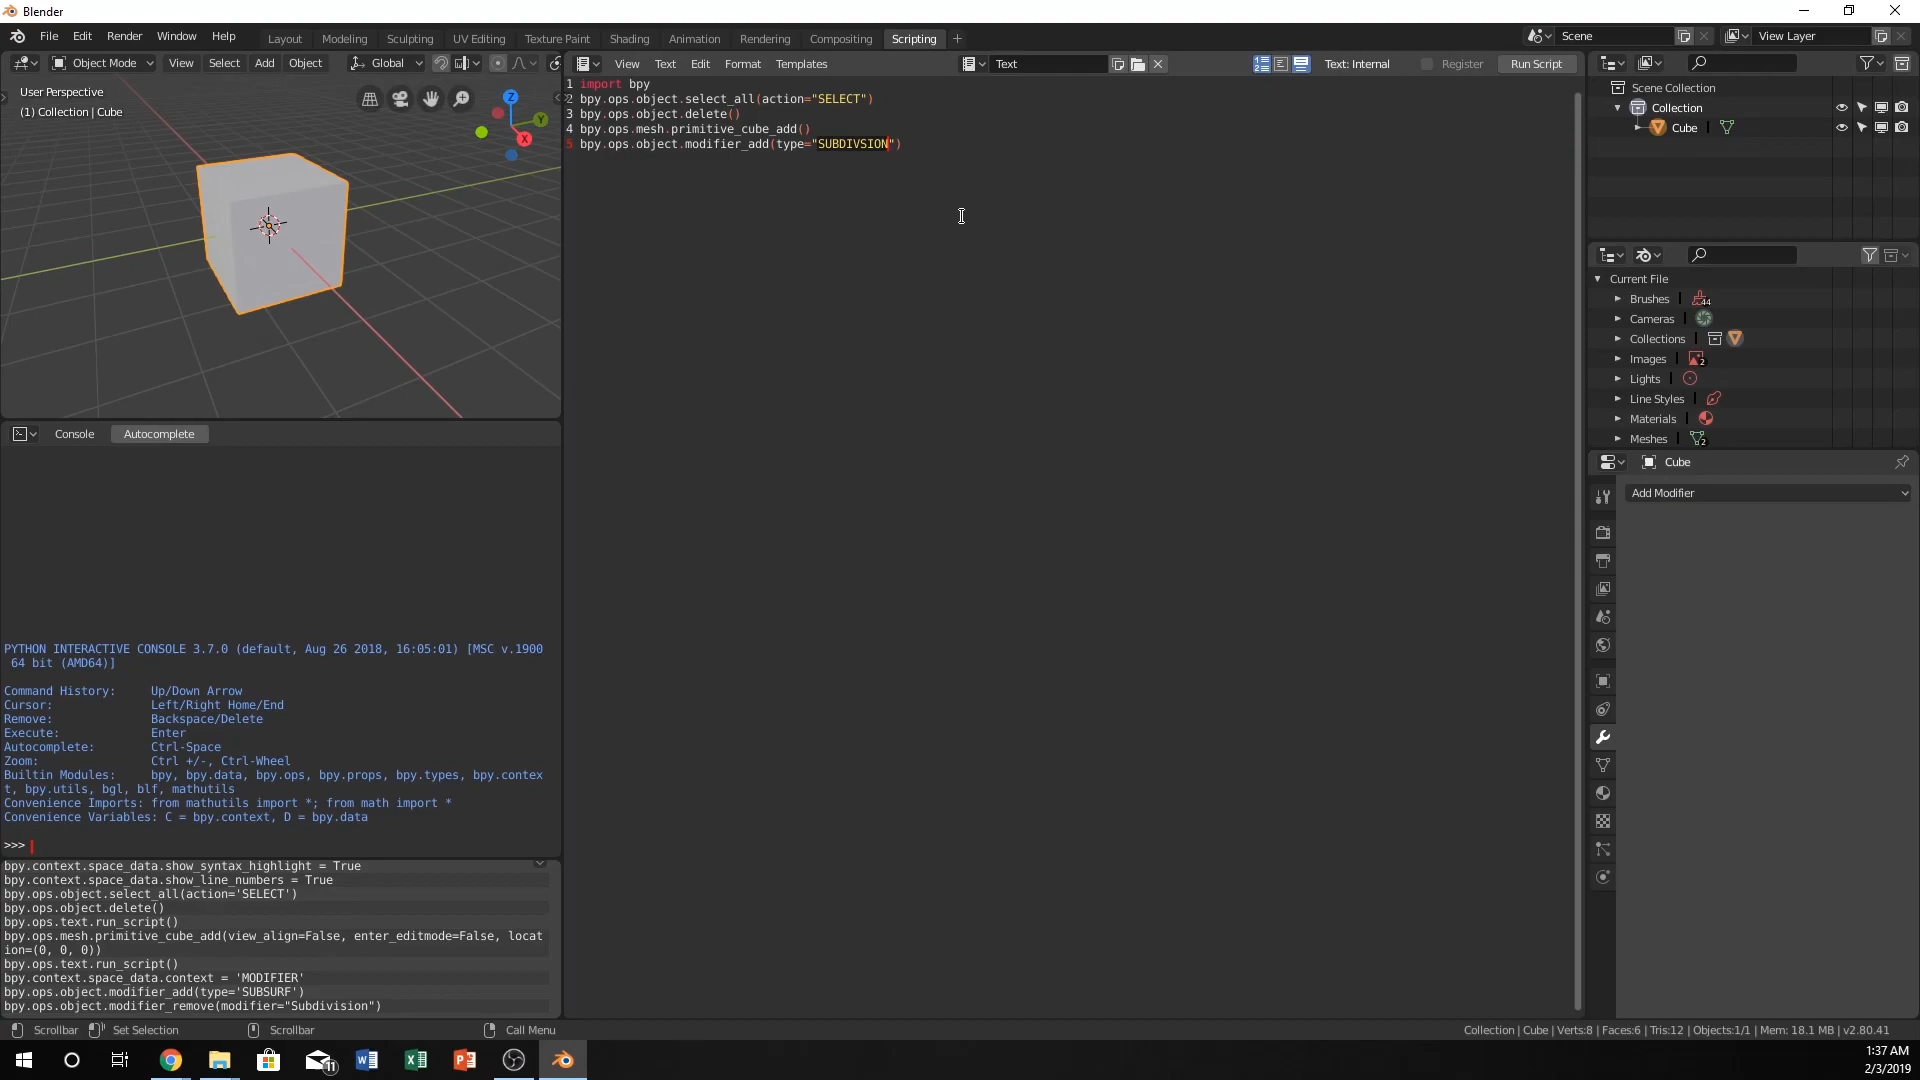 Blender
File Edit Render Window Help
Layout Modeling Sculpting UV Editing Texture Paint Shading Animation Rendering Compositing Scripting +
Scene
View Layer
Object Mode View Select Add Object Global
View Text Edit Format Templates
Text
Text: Internal
Register
Run Script
User Perspective
(1) Collection | Cube
Z
Y
X
1 import bpy
2 bpy.ops.object.select_all(action="SELECT")
3 bpy.ops.object.delete()
4 bpy.ops.mesh.primitive_cube_add()
5 bpy.ops.object.modifier_add(type="SUBDIVSION")
Scene Collection
Collection
Cube
Current File
Brushes 44
Cameras
Collections
Images 2
Lights
Line Styles
Materials
Meshes 2
Cube
Add Modifier
Console Autocomplete
PYTHON INTERACTIVE CONSOLE 3.7.0 (default, Aug 26 2018, 16:05:01) [MSC v.1900
64 bit (AMD64)]
Command History: Up/Down Arrow
Cursor: Left/Right Home/End
Remove: Backspace/Delete
Execute: Enter
Autocomplete: Ctrl-Space
Zoom: Ctrl +/-, Ctrl-Wheel
Builtin Modules: bpy, bpy.data, bpy.ops, bpy.props, bpy.types, bpy.contex
t, bpy.utils, bgl, blf, mathutils
Convenience Imports: from mathutils import *; from math import *
Convenience Variables: C = bpy.context, D = bpy.data
>>>
bpy.context.space_data.show_syntax_highlight = True
bpy.context.space_data.show_line_numbers = True
bpy.ops.object.select_all(action='SELECT')
bpy.ops.object.delete()
bpy.ops.text.run_script()
bpy.ops.mesh.primitive_cube_add(view_align=False, enter_editmode=False, locat
ion=(0, 0, 0))
bpy.ops.text.run_script()
bpy.context.space_data.context = 'MODIFIER'
bpy.ops.object.modifier_add(type='SUBSURF')
bpy.ops.object.modifier_remove(modifier="Subdivision")
Scrollbar Set Selection Scrollbar Call Menu
Collection | Cube | Verts:8 | Faces:6 | Tris:12 | Objects:1/1 | Mem: 18.1 MB | v2.80.41
11
1:37 AM
2/3/2019